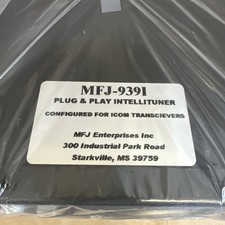 MFJ-939I
PLUG & PLAY INTELLITUNER
CONFIGURED FOR ICOM TRANSCIEVERS
MFJ Enterprises Inc
300 Industrial Park Road
Starkville, MS 39759